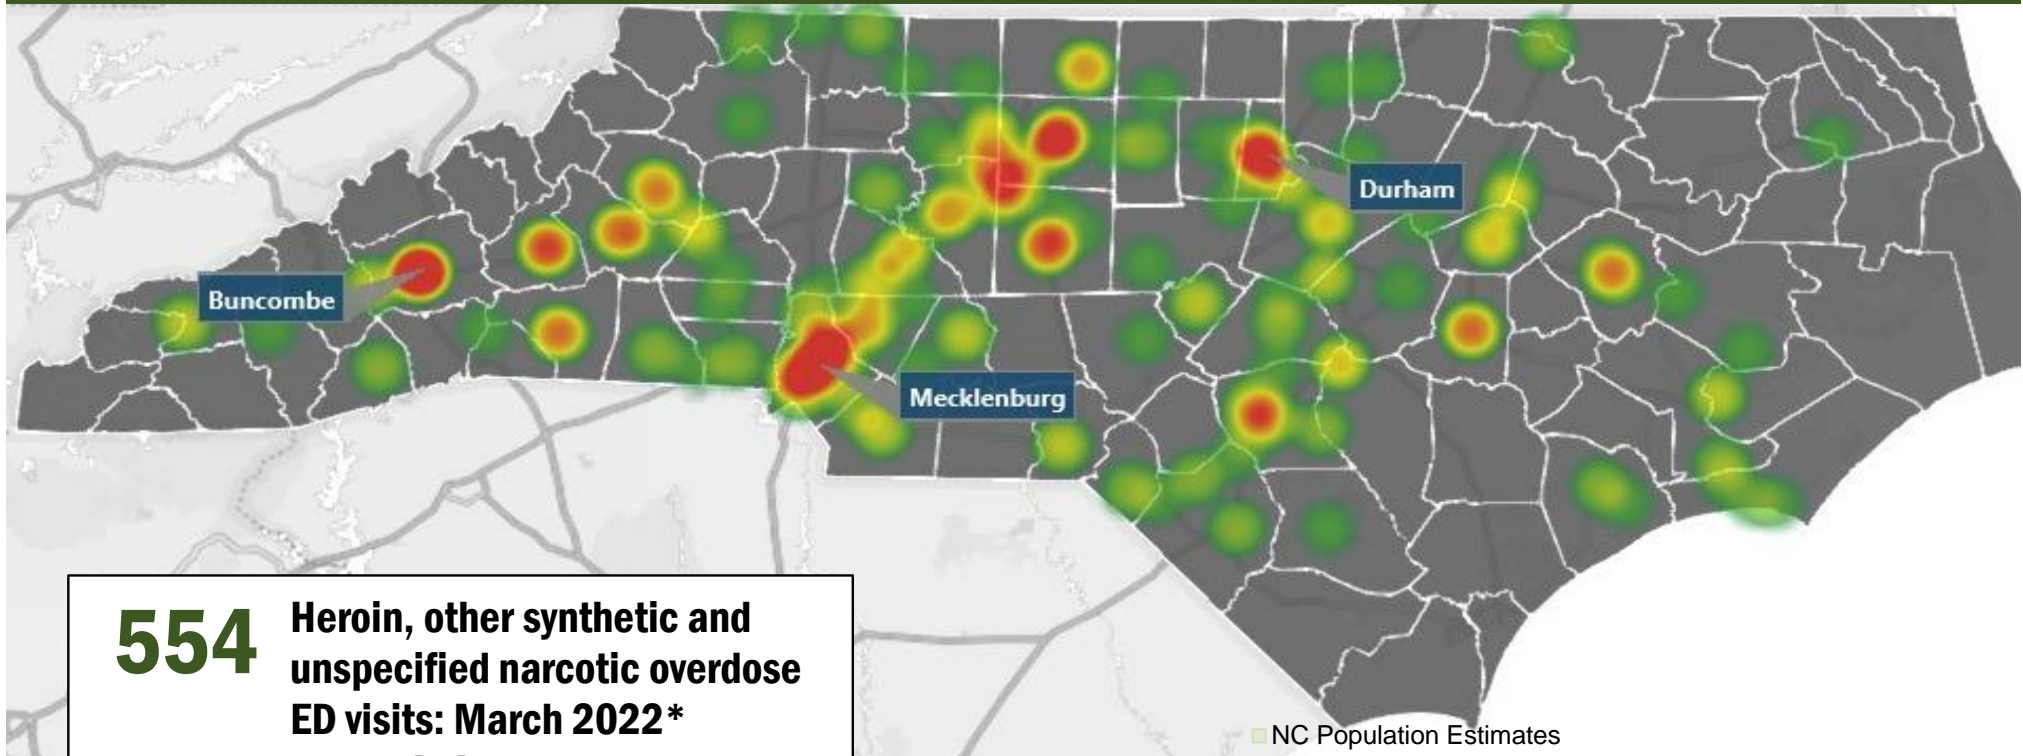 Durham
Buncombe
Mecklenburg
554
Heroin, other synthetic and
unspecified narcotic overdose
ED visits: March 2022*
NC Population Estimates